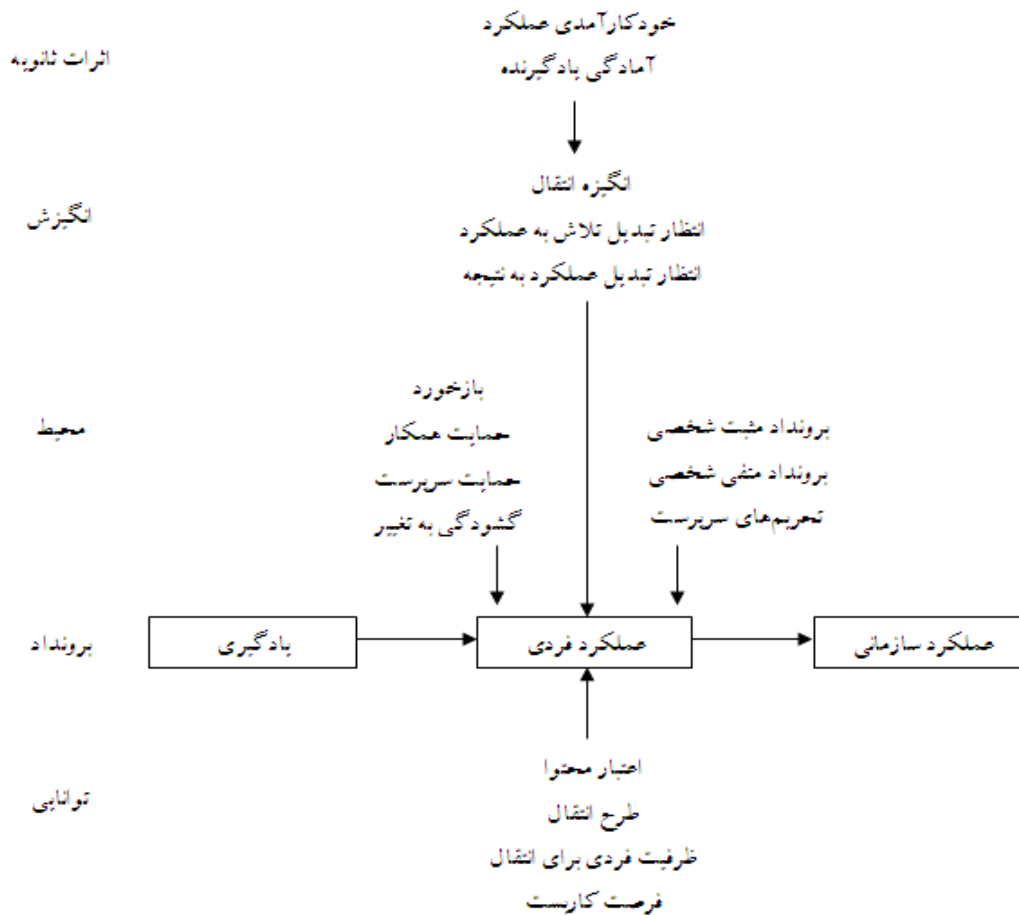 خودکارآمدی عملکرد
اثرات ثانویه
آمادگی یادگیرنده
انگیزه انتقال
انگیزش
انتظار تبدیل تلاش به عملکرد
انتظار تبدیل عملکرد به نتیجه
محیط
بازخورد
حمایت همکار
حمایت سرپرست
گشودگی به تغییر
برونداد مثبت شخصی
برونداد منفی شخصی
تحریم‌های سرپرست
برونداد
یادگیری
عملکرد فردی
عملکرد سازمانی
توانایی
اعتبار محتوا
طرح انتقال
ظرفیت فردی برای انتقال
فرصت کاربست